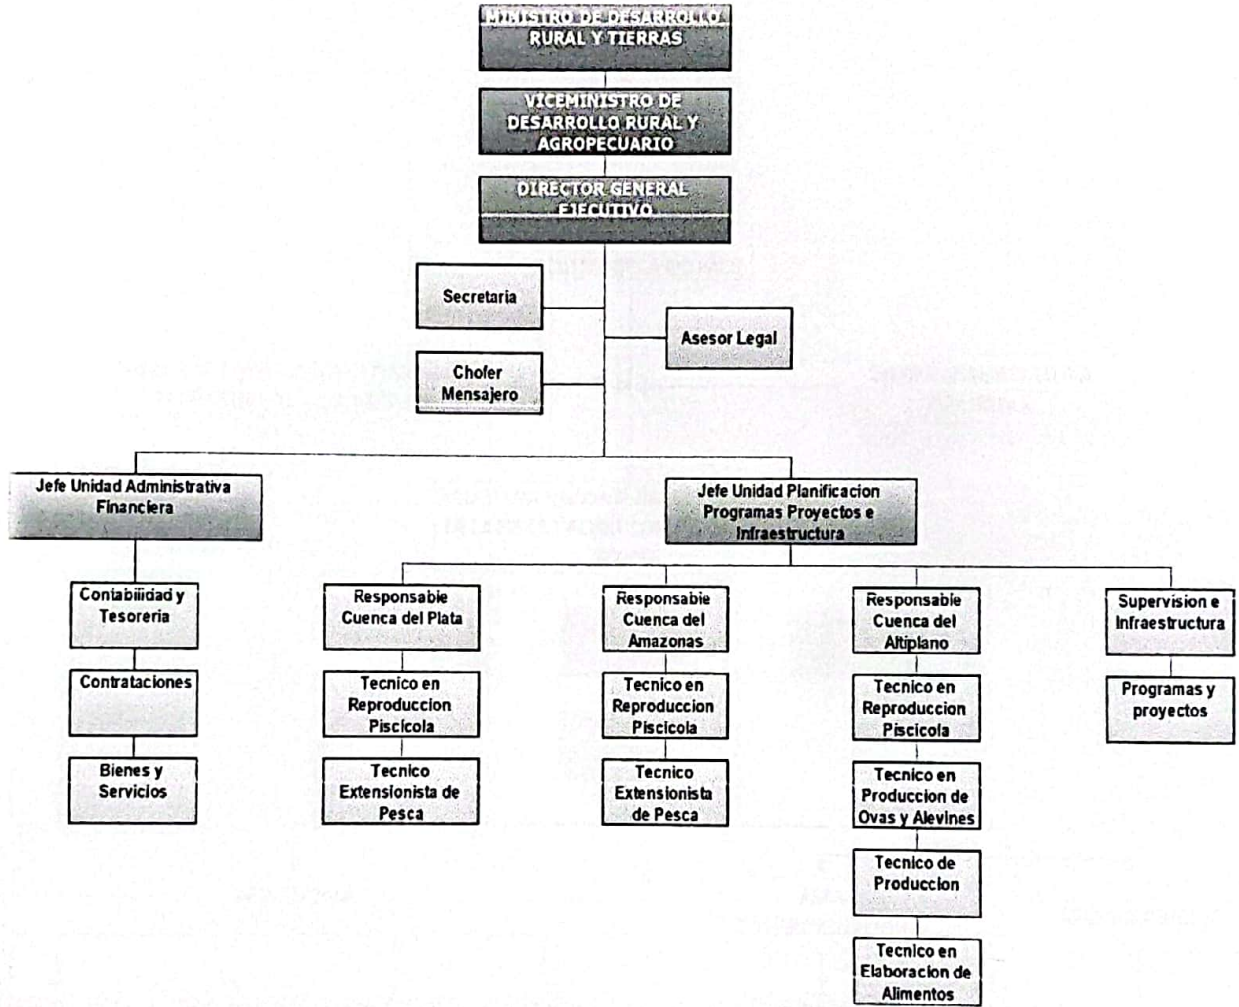 MINISTRO DE DESARROLLO
RURAL Y TIERRAS
VICEMINISTRO DE
DESARROLLO RURAL Y
AGROPECUARIO
DIRECTOR GENERAL
EJECUTIVO
Secretaria
Asesor Legal
Chofer
Mensajero
Jefe Unidad Administrativa
Financiera
Jefe Unidad Planificacion
Programas Proyectos e
Infraestructura
Contabilidad y
Tesoreria
Contrataciones
Bienes y
Servicios
Responsable
Cuenca del Plata
Tecnico en
Reproduccion
Piscicola
Tecnico
Extensionista de
Pesca
Responsable
Cuenca del
Amazonas
Tecnico en
Reproduccion
Piscicola
Tecnico
Extensionista
de Pesca
Responsable
Cuenca del
Altiplano
Tecnico en
Reproduccion
Piscicola
Tecnico en
Produccion de
Ovas y Alevines
Tecnico de
Produccion
Tecnico en
Elaboracion de
Alimentos
Supervision e
Infraestructura
Programas y
proyectos